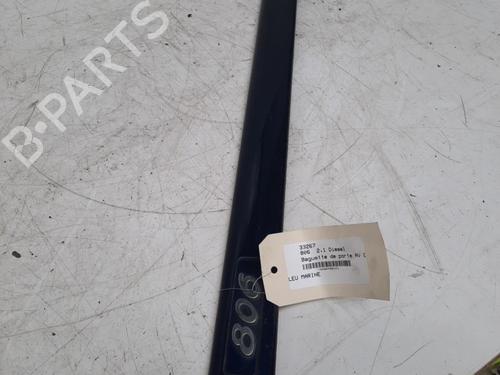 B-PARTS
33267
806 2.1 Diesel
Baguette de porte AV
LEU MARINE
806